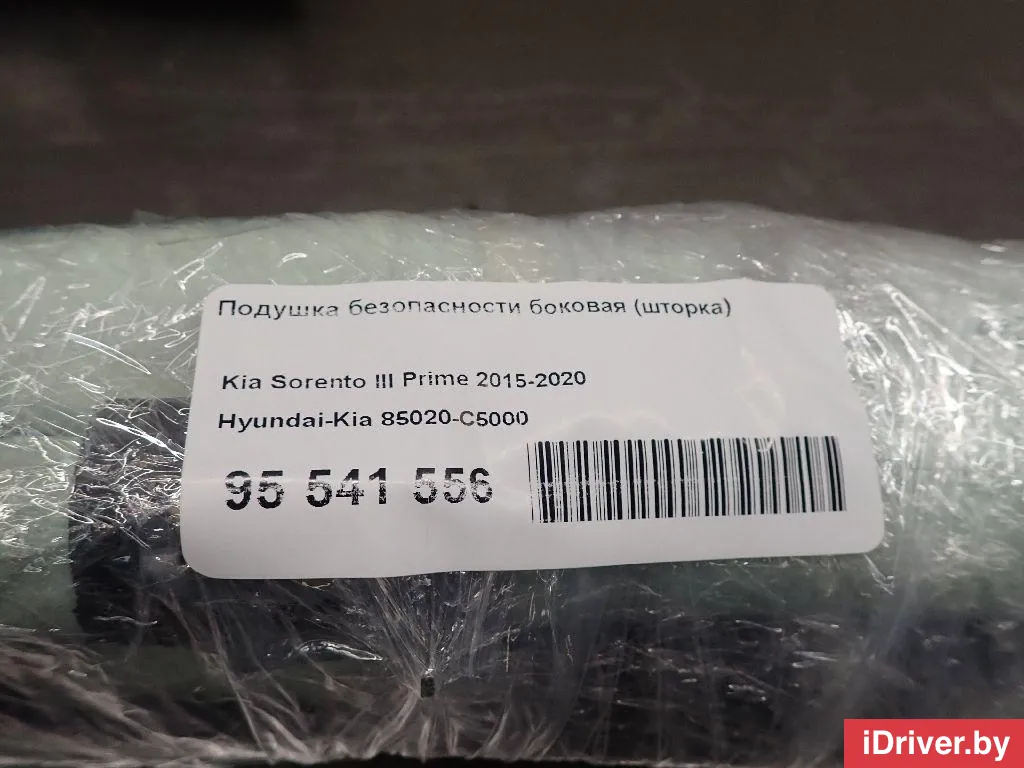 Подушка безопасности боковая (шторка)
Kia Sorento III Prime 2015-2020
Hyundai-Kia 85020-C5000
95 541 556
iDriver.by